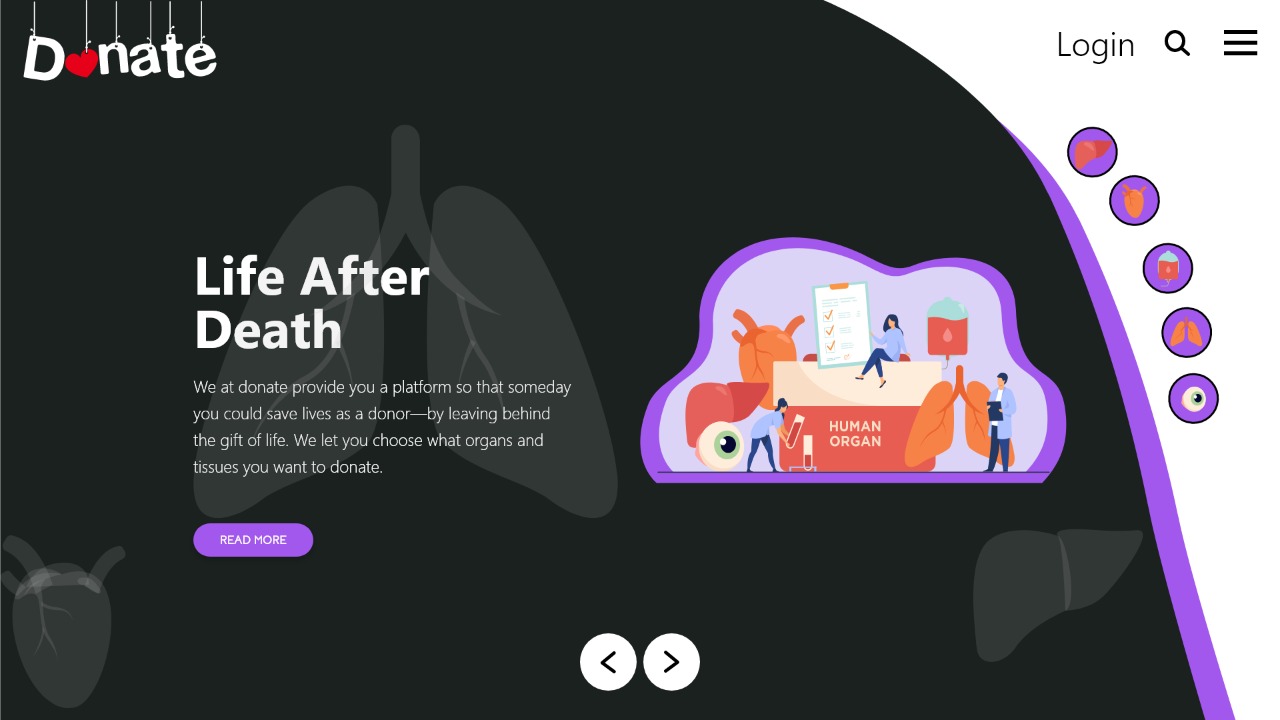 Donate
Login
Life After
Death
We at donate provide you a platform so that someday
you could save lives as a donor—by leaving behind
the gift of life. We let you choose what organs and
tissues you want to donate.
READ MORE
HUMAN
ORGAN